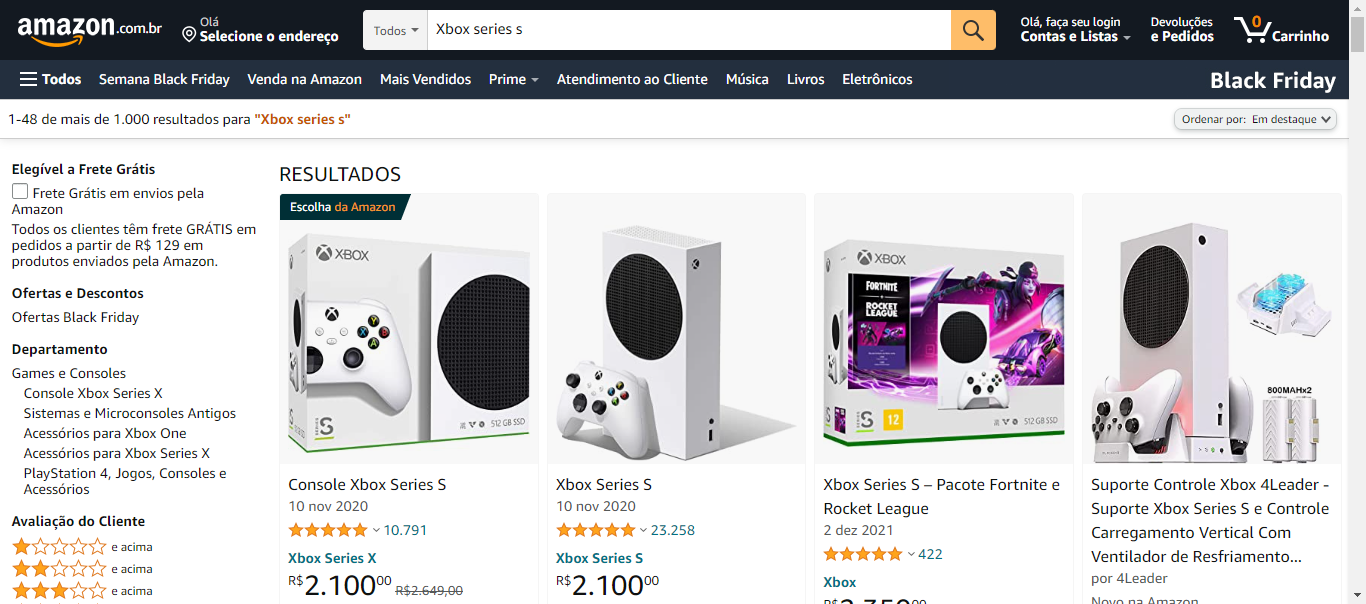 amazon.com.br
Olá
Selecione o endereço
Todos
Xbox series s
Olá, faça seu login
Contas e Listas
Devoluções
e Pedidos
0
Carrinho
Todos
Semana Black Friday
Venda na Amazon
Mais Vendidos
Prime
Atendimento ao Cliente
Música
Livros
Eletrônicos
Black Friday
1-48 de mais de 1.000 resultados para "Xbox series s"
Ordenar por: Em destaque
Elegível a Frete Grátis
Frete Grátis em envios pela
Amazon
Todos os clientes têm frete GRÁTIS em
pedidos a partir de R$ 129 em
produtos enviados pela Amazon.
Ofertas e Descontos
Ofertas Black Friday
Departamento
Games e Consoles
Console Xbox Series X
Sistemas e Microconsoles Antigos
Acessórios para Xbox One
Acessórios para Xbox Series X
PlayStation 4, Jogos, Consoles e
Acessórios
Avaliação do Cliente
e acima
e acima
e acima
RESULTADOS
Escolha da Amazon
XBOX
SERIES S
512 GB SSD
Console Xbox Series S
10 nov 2020
10.791
Xbox Series X
R$2.10000 R$2.649,00
Xbox Series S
10 nov 2020
23.258
Xbox Series S
R$2.10000
XBOX
FORTNITE
ROCKET
LEAGUE
SERIES S
12
512 GB SSD
Xbox Series S – Pacote Fortnite e
Rocket League
2 dez 2021
422
Xbox
800MAH×2
Suporte Controle Xbox 4Leader -
Suporte Xbox Series S e Controle
Carregamento Vertical Com
Ventilador de Resfriamento...
por 4Leader
Novo na Amazon